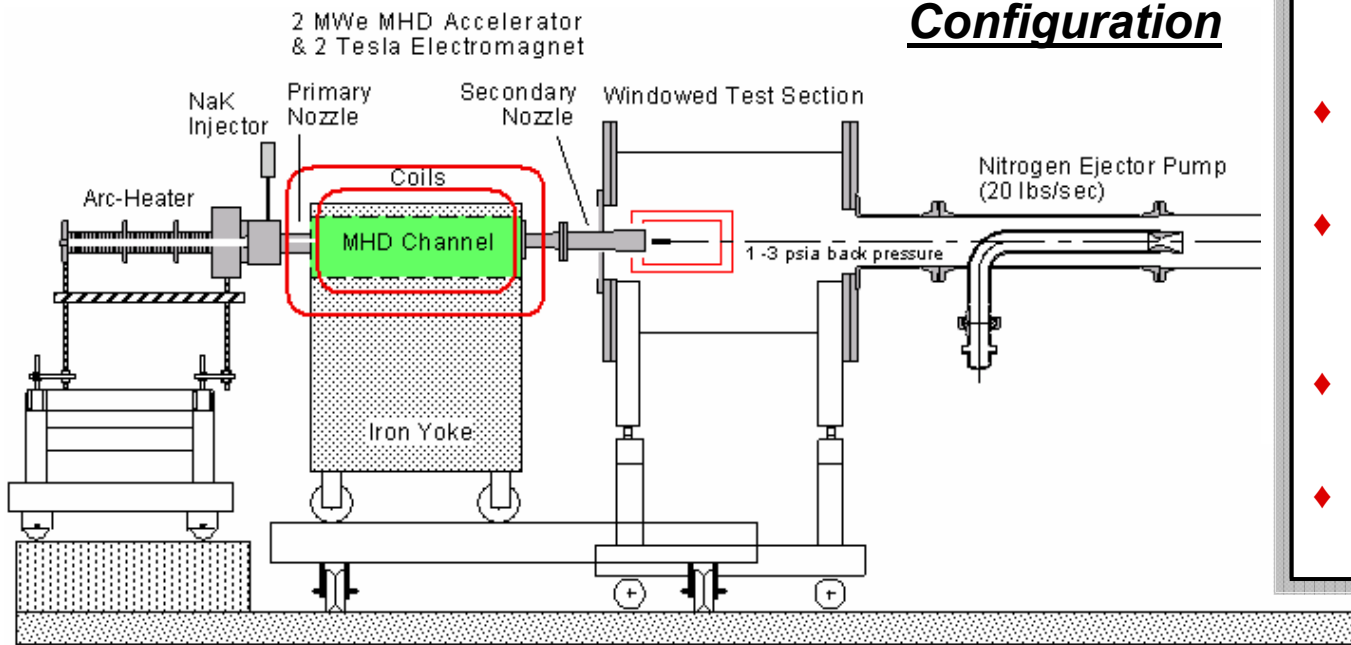 Configuration
2 MWe MHD Accelerator
& 2 Tesla Electromagnet
NaK
Injector
Primary
Nozzle
Secondary
Nozzle
Windowed Test Section
Nitrogen Ejector Pump
(20 lbs/sec)
Arc-Heater
Coils
MHD Channel
1 -3 psia back pressure
Iron Yoke